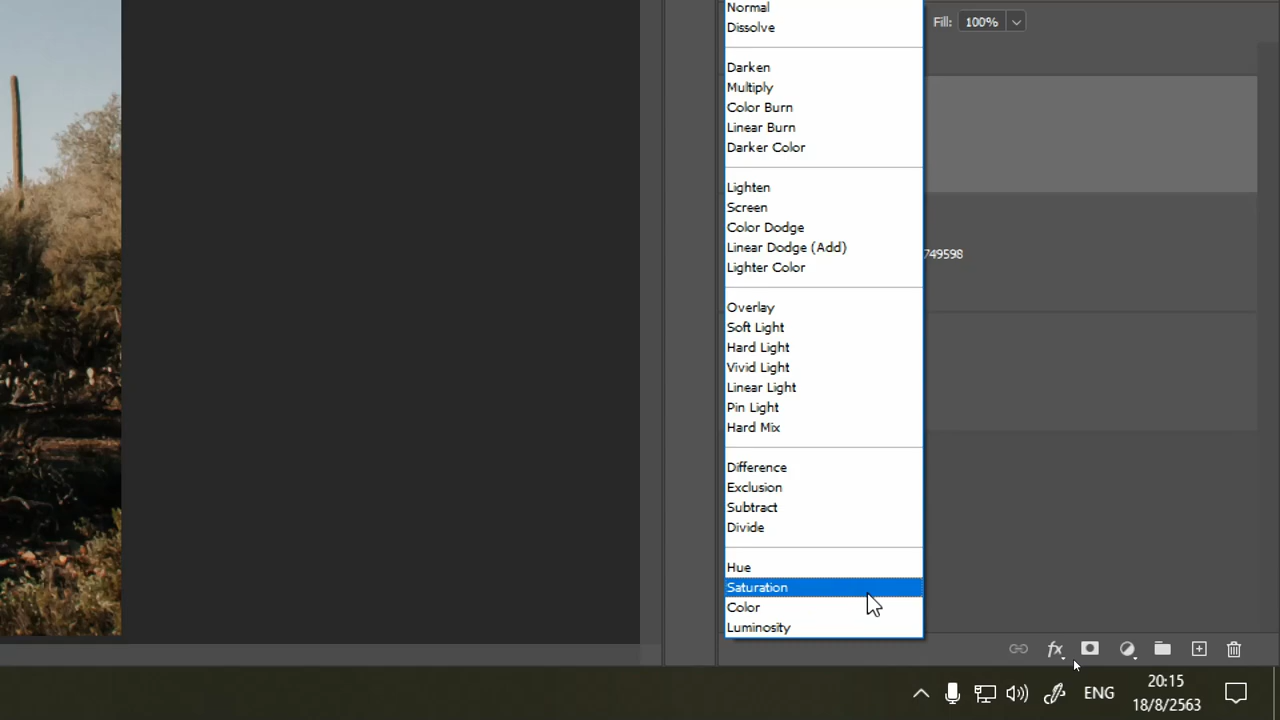 Normal
Dissolve
Darken
Multiply
Color Burn
Linear Burn
Darker Color
Lighten
Screen
Color Dodge
Linear Dodge (Add)
Lighter Color
Overlay
Soft Light
Hard Light
Vivid Light
Linear Light
Pin Light
Hard Mix
Difference
Exclusion
Subtract
Divide
Hue
Saturation
Color
Luminosity
Fill: 100%
749598
fx
ENG
20:15
18/8/2563